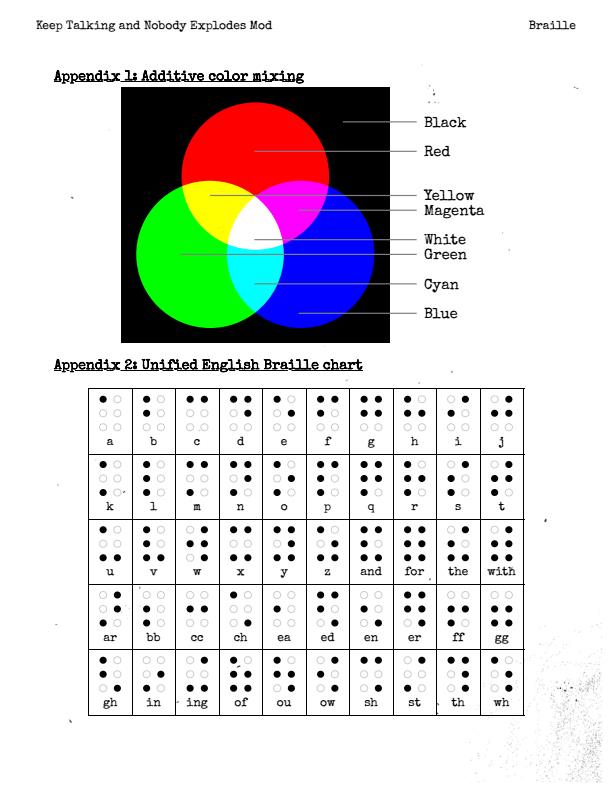 Keep Talking and Nobody Explodes Mod Braille
Appendix 1: Additive color mixing
Black
Red
Yellow
Magenta
White
Green
Cyan
Blue
Appendix 2: Unified English Braille chart
a b c d e f g h i j
k l m n o p q r s t
u v w x y z and for the with
ar bb cc ch ea ed en er ff gg
gh in ing of ou ow sh st th wh